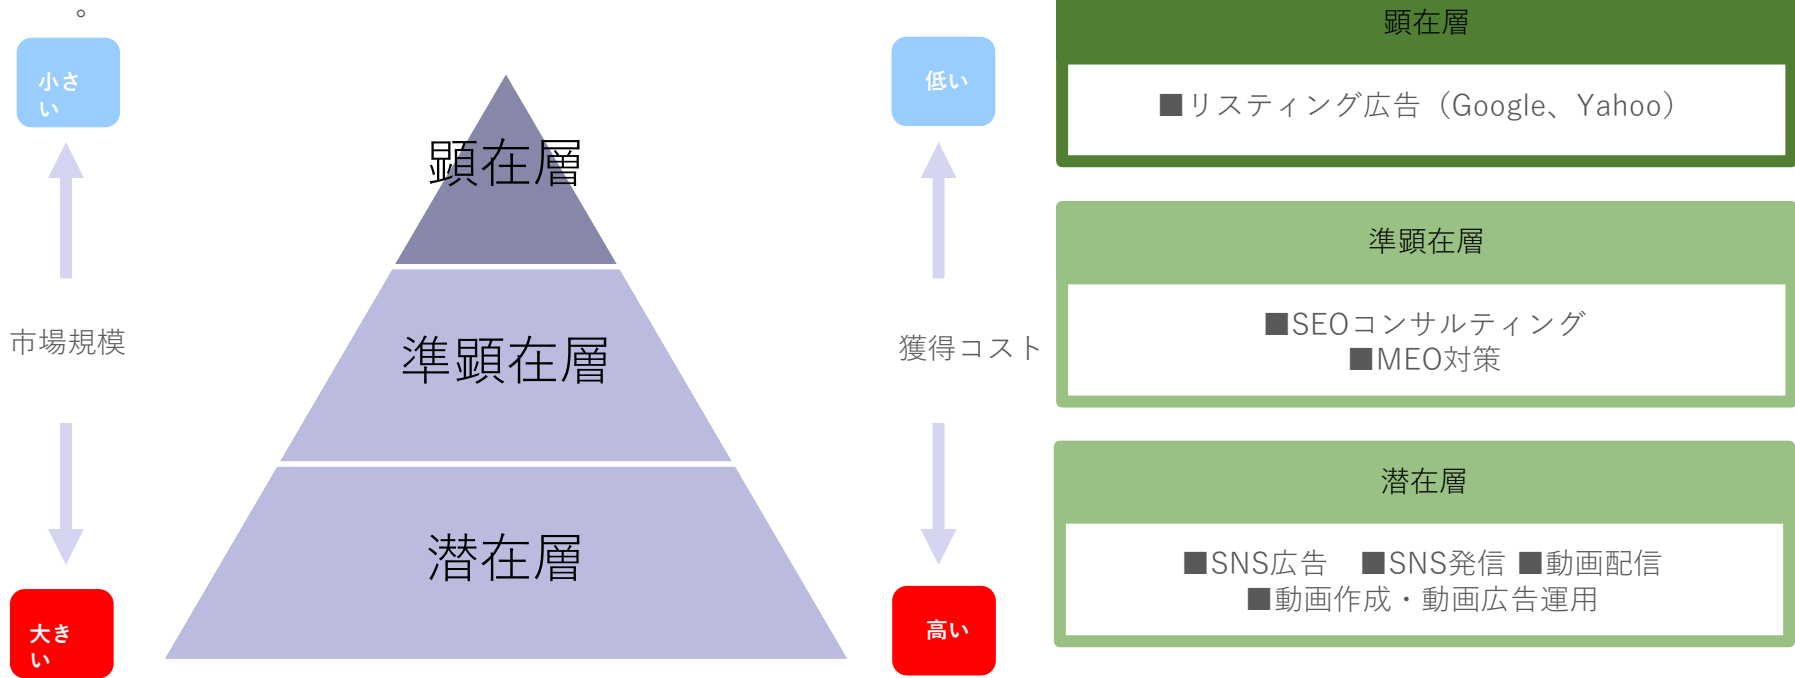 。
小さ
い
市場規模
大き
い
顕在層
準顕在層
潜在層
低い
獲得コスト
高い
顕在層
■リスティング広告（Google、Yahoo）
準顕在層
■SEOコンサルティング
■MEO対策
潜在層
■SNS広告　■SNS発信 ■動画配信
■動画作成・動画広告運用